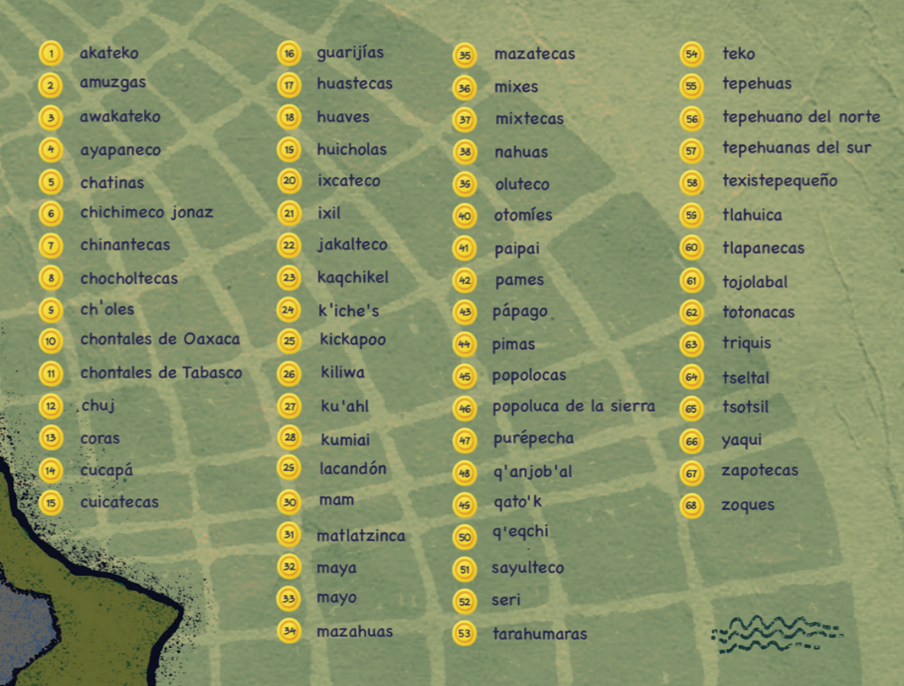 1 akateko
2 amuzgas
3 awakateko
4 ayapaneco
5 chatinas
6 chichimeco jonaz
7 chinantecas
8 chocholtecas
9 ch'oles
10 chontales de Oaxaca
11 chontales de Tabasco
12 chuj
13 coras
14 cucapá
15 cuicatecas
16 guarijías
17 huastecas
18 huaves
19 huicholas
20 ixcateco
21 ixil
22 jakalteco
23 kaqchikel
24 k'iche's
25 kickapoo
26 kiliwa
27 ku'ahl
28 kumiai
29 lacandón
30 mam
31 matlatzinca
32 maya
33 mayo
34 mazahuas
35 mazatecas
36 mixes
37 mixtecas
38 nahuas
39 oluteco
40 otomíes
41 paipai
42 pames
43 pápago
44 pimas
45 popolocas
46 popoluca de la sierra
47 purépecha
48 q'anjob'al
49 qato'k
50 q'eqchi
51 sayulteco
52 seri
53 tarahumaras
54 teko
55 tepehuas
56 tepehuano del norte
57 tepehuanas del sur
58 texistepequeño
59 tlahuica
60 tlapanecas
61 tojolabal
62 totonacas
63 triquis
64 tseltal
65 tsotsil
66 yaqui
67 zapotecas
68 zoques